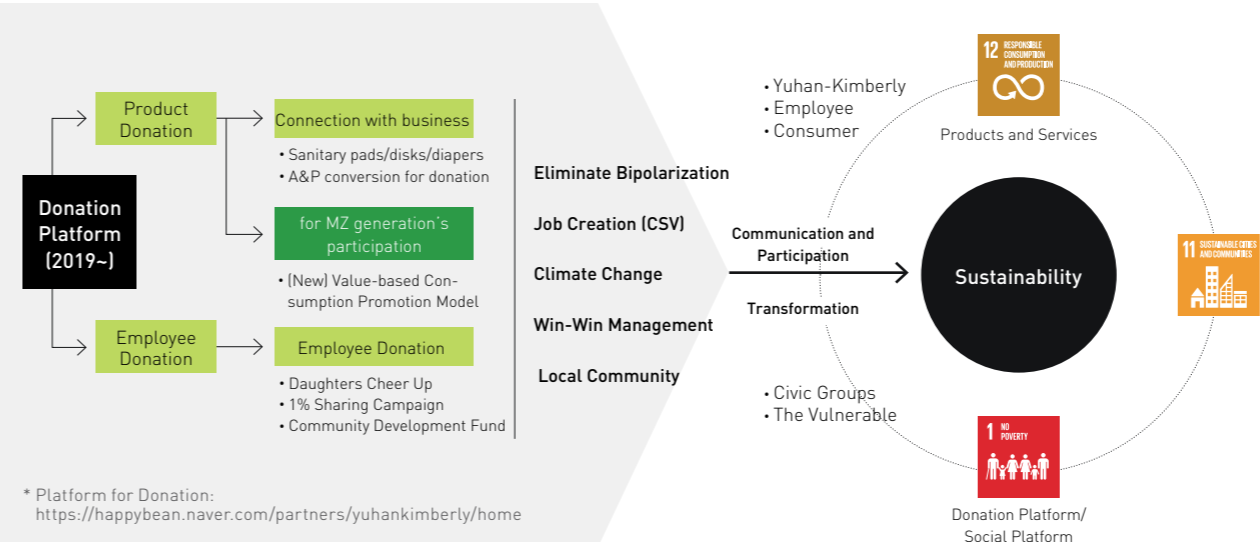 Donation
Platform
(2019~)
Product
Donation
Connection with business
• Sanitary pads/disks/diapers
• A&P conversion for donation
for MZ generation's
participation
• (New) Value-based Con-
sumption Promotion Model
Employee
Donation
Employee Donation
• Daughters Cheer Up
• 1% Sharing Campaign
• Community Development Fund
* Platform for Donation:
https://happybean.naver.com/partners/yuhankimberly/home
Eliminate Bipolarization
Job Creation (CSV)
Climate Change
Win-Win Management
Local Community
Communication and
Participation
Transformation
• Yuhan-Kimberly
• Employee
• Consumer
• Civic Groups
• The Vulnerable
12 RESPONSIBLE
CONSUMPTION
AND PRODUCTION
Products and Services
Sustainability
11 SUSTAINABLE CITIES
AND COMMUNITIES
1 NO
POVERTY
Donation Platform/
Social Platform